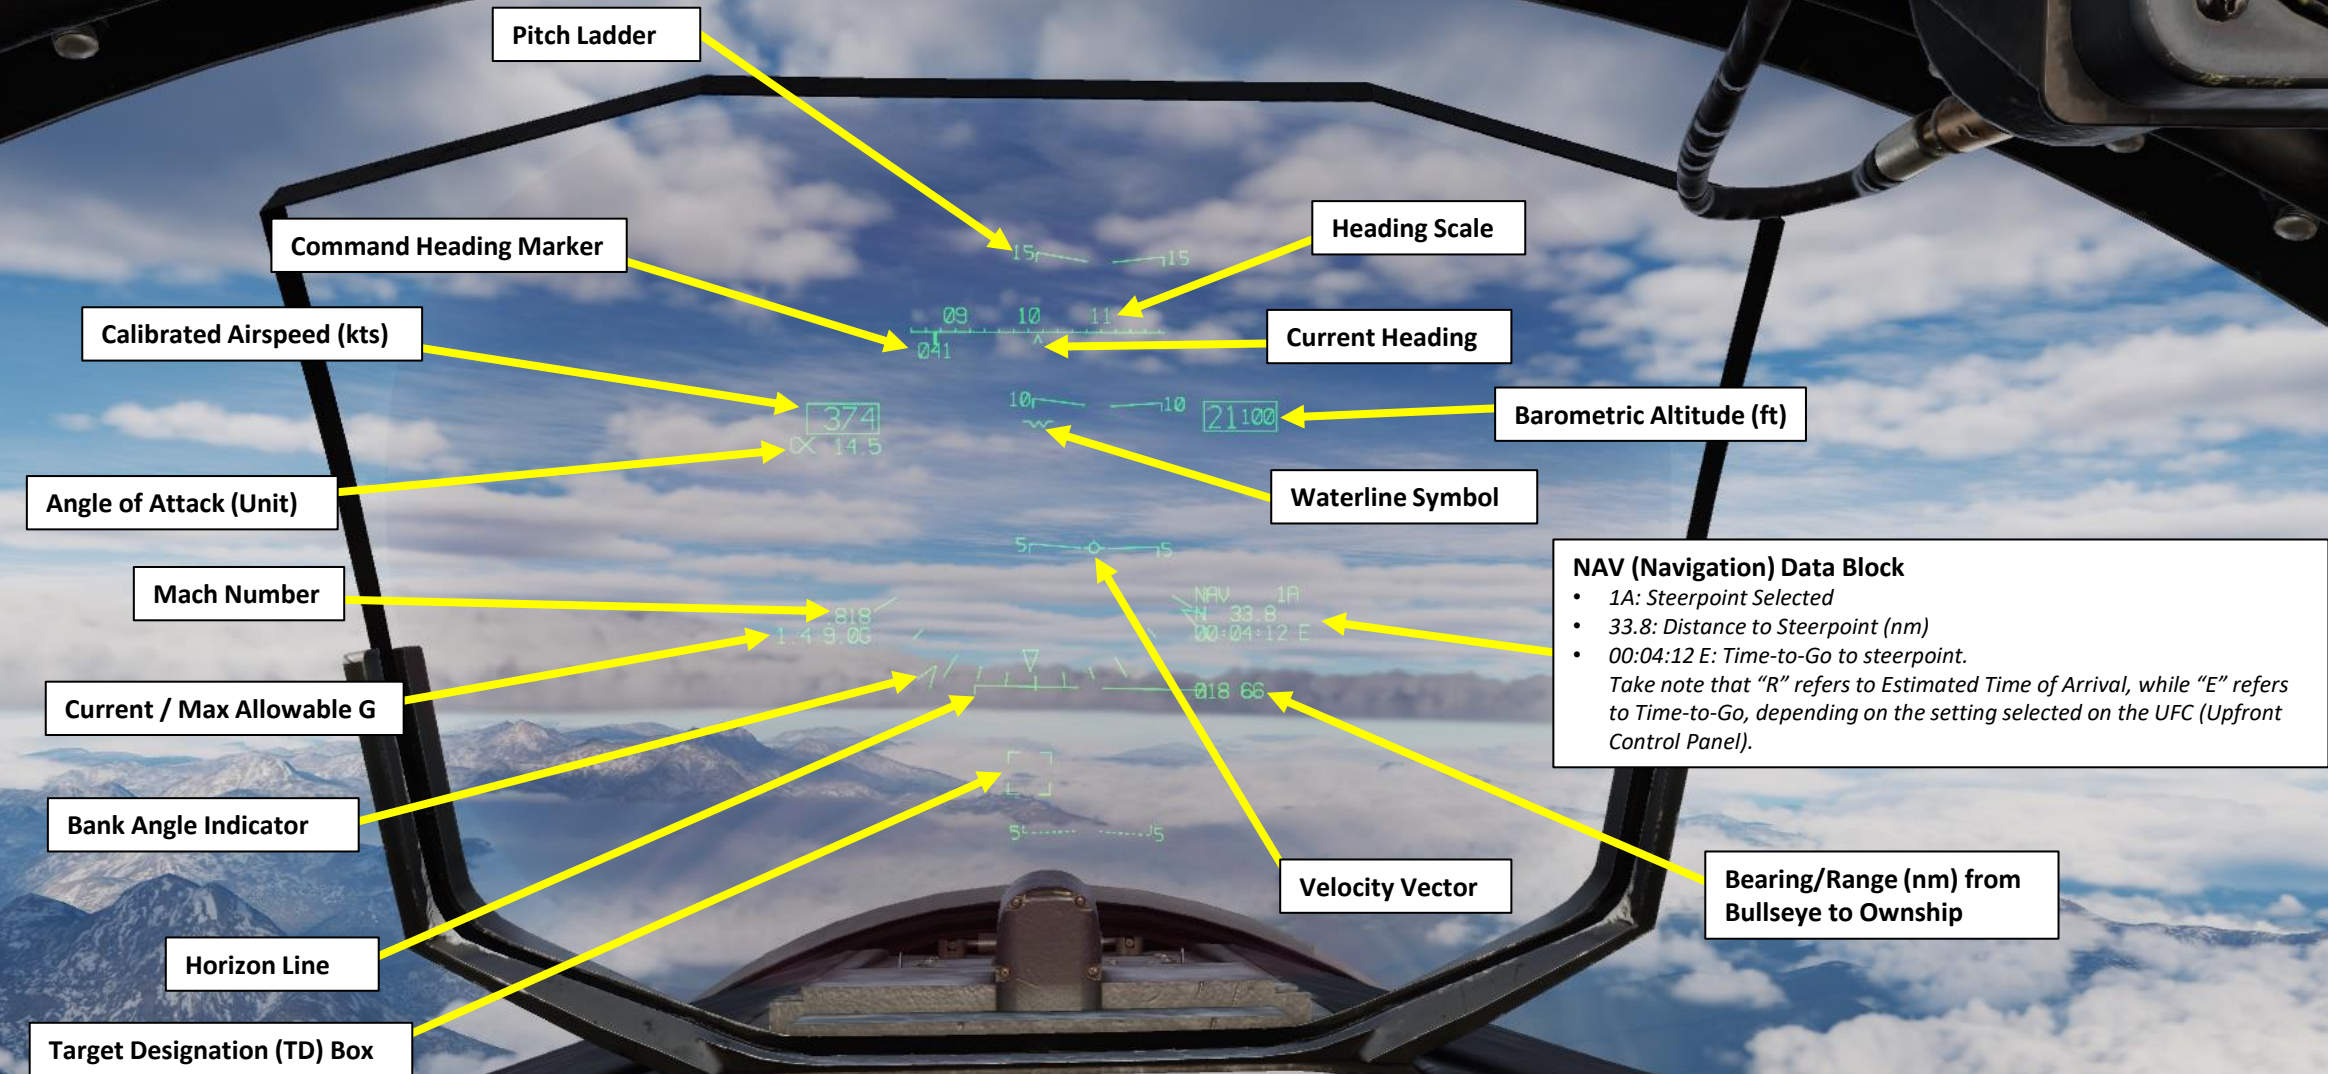 Pitch Ladder
Command Heading Marker
Heading Scale
15 15
Calibrated Airspeed (kts)
09 10 11
041
Current Heading
374
10 10
21100
Barometric Altitude (ft)
α 14.5
Angle of Attack (Unit)
Waterline Symbol
5 5
Mach Number
.818
1.4 9.0G
NAV 1A
N 33.8
00:04:12 E
NAV (Navigation) Data Block
• 1A: Steerpoint Selected
• 33.8: Distance to Steerpoint (nm)
• 00:04:12 E: Time-to-Go to steerpoint.
Take note that “R” refers to Estimated Time of Arrival, while “E” refers
to Time-to-Go, depending on the setting selected on the UFC (Upfront
Control Panel).
Current / Max Allowable G
018 66
Bank Angle Indicator
5 5
Velocity Vector
Bearing/Range (nm) from
Bullseye to Ownship
Horizon Line
Target Designation (TD) Box